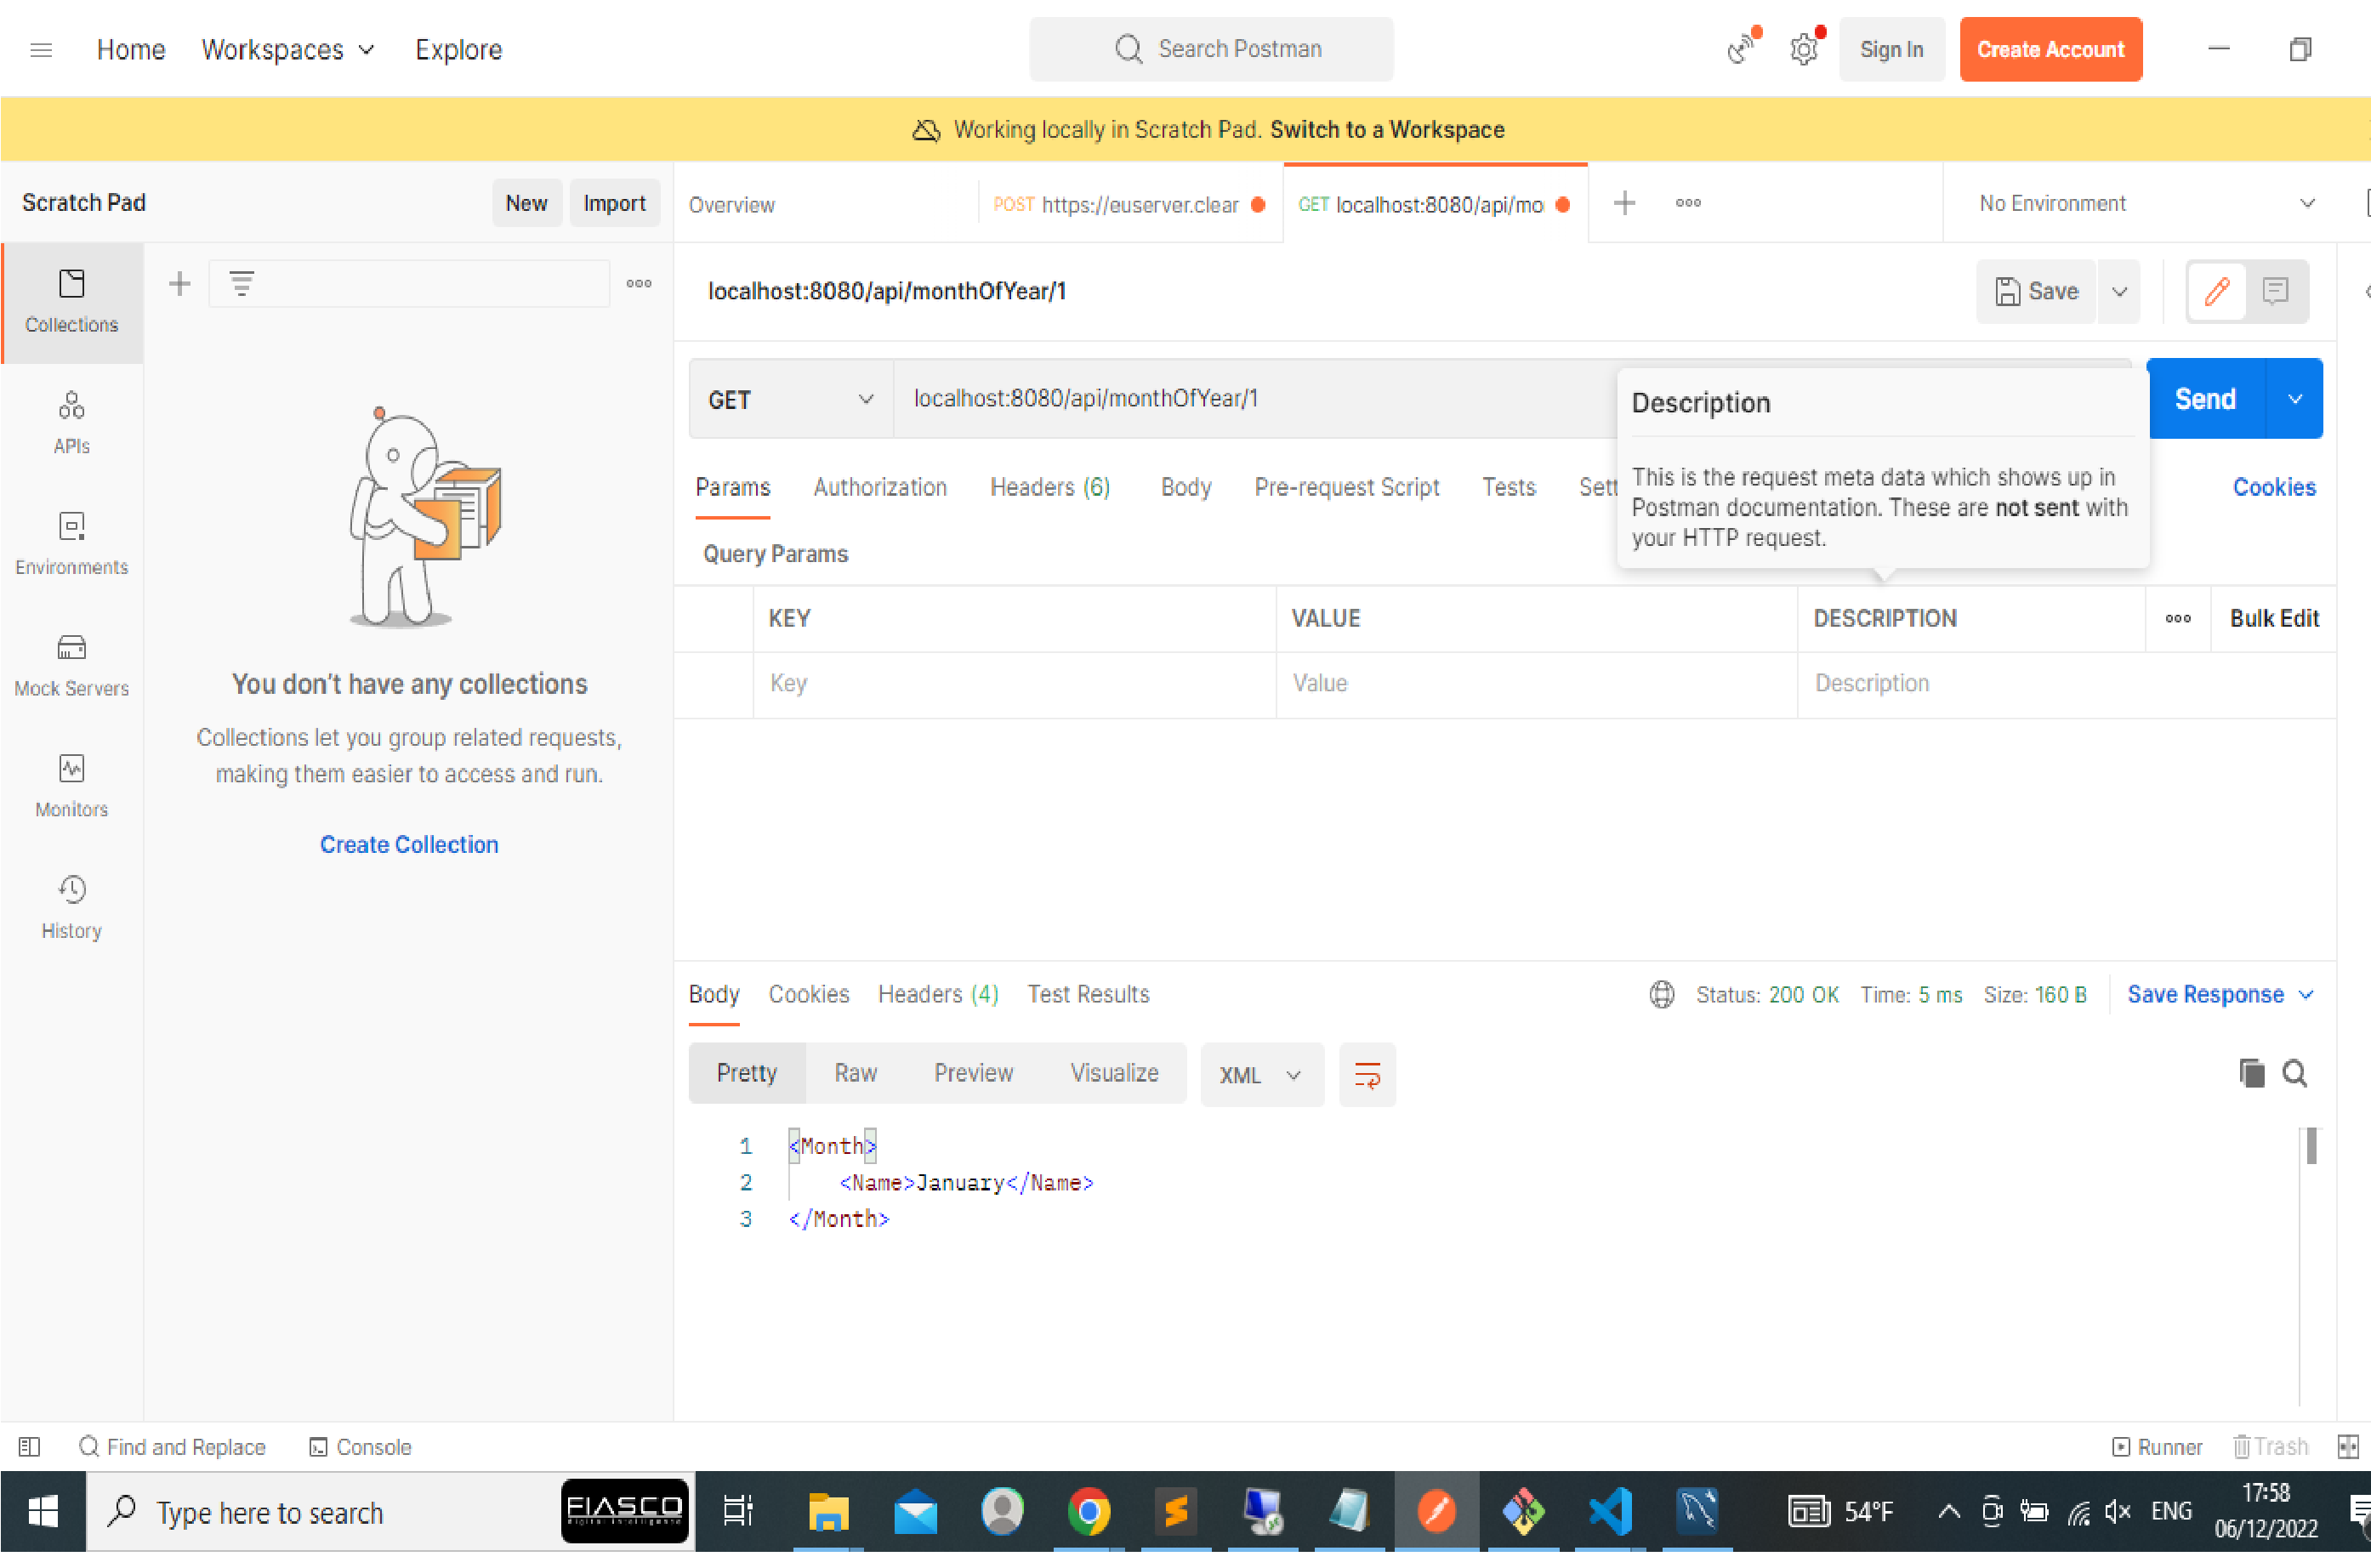 Home Workspaces Explore
Search Postman
Sign In Create Account
Working locally in Scratch Pad. Switch to a Workspace
Scratch Pad New Import
Overview POST https://euserver.clear GET localhost:8080/api/mo No Environment
Collections
APIs
Environments
Mock Servers
Monitors
History
You don't have any collections
Collections let you group related requests,
making them easier to access and run.
Create Collection
localhost:8080/api/monthOfYear/1
Save
GET localhost:8080/api/monthOfYear/1
Send
Description
This is the request meta data which shows up in
Postman documentation. These are not sent with
your HTTP request.
Params Authorization Headers (6) Body Pre-request Script Tests Sett
Cookies
Query Params
KEY VALUE DESCRIPTION Bulk Edit
Key Value Description
Body Cookies Headers (4) Test Results Status: 200 OK Time: 5 ms Size: 160 B Save Response
Pretty Raw Preview Visualize XML
1 <Month>
2 <Name>January</Name>
3 </Month>
Find and Replace Console Runner Trash
Type here to search
FIASCO
digital intelligence
54°F ENG
17:58
06/12/2022